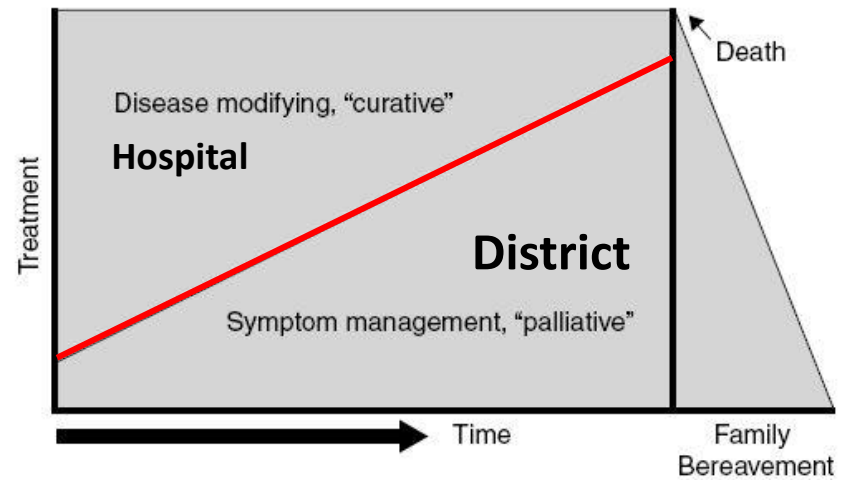 Death
Disease modifying, “curative”
Hospital
Treatment
District
Symptom management, “palliative”
Time
Family
Bereavement